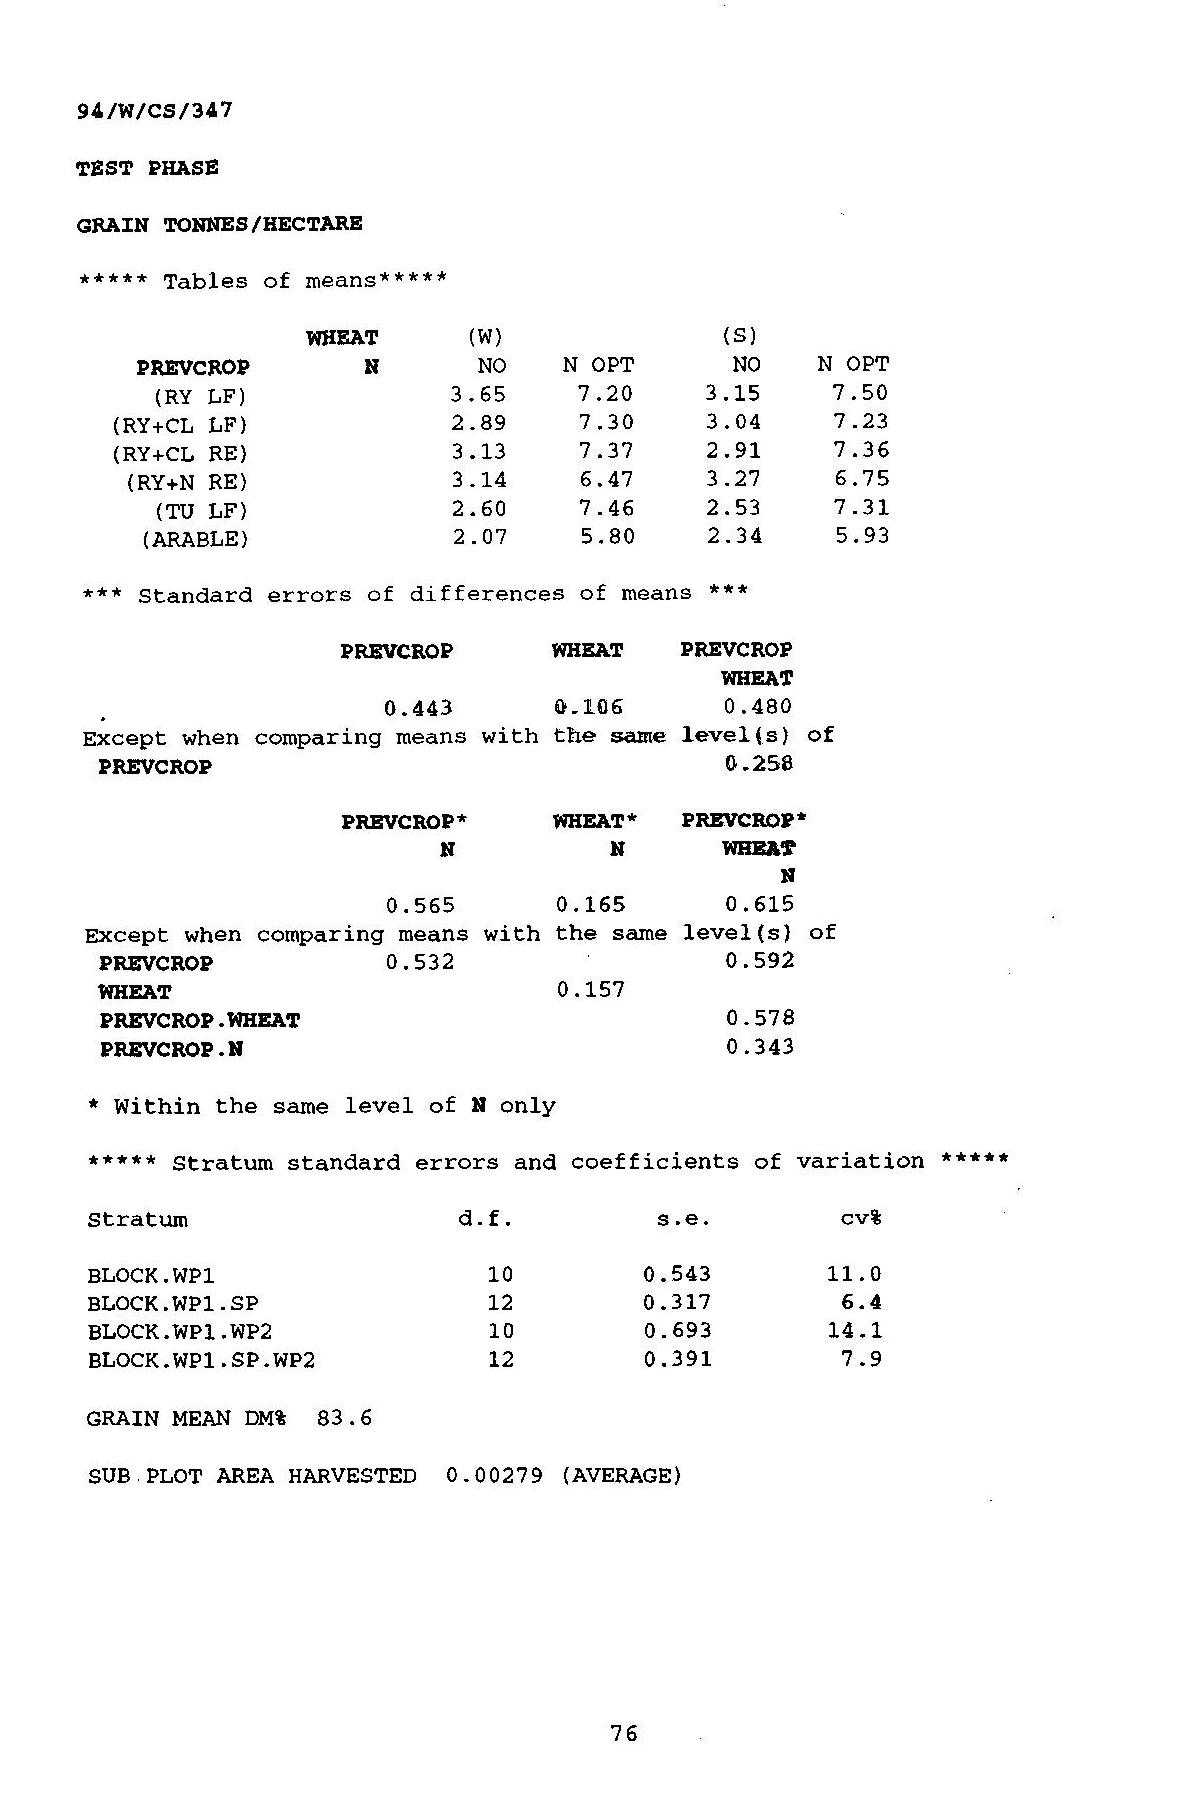 94/W/CS/347
TEST PHASE
GRAIN TONNES/HECTARE
***** Tables of means*****
WHEAT (W) (S)
PREVCROP N NO N OPT NO N OPT
(RY LF) 3.65 7.20 3.15 7.50
(RY+CL LF) 2.89 7.30 3.04 7.23
(RY+CL RE) 3.13 7.37 2.91 7.36
(RY+N RE) 3.14 6.47 3.27 6.75
(TU LF) 2.60 7.46 2.53 7.31
(ARABLE) 2.07 5.80 2.34 5.93
*** Standard errors of differences of means ***
PREVCROP WHEAT PREVCROP
WHEAT
0.443 0.106 0.480
Except when comparing means with the same level(s) of
PREVCROP 0.258
PREVCROP* WHEAT* PREVCROP*
N N WHEAT
N
0.565 0.165 0.615
Except when comparing means with the same level(s) of
PREVCROP 0.532 0.592
WHEAT 0.157
PREVCROP.WHEAT 0.578
PREVCROP.N 0.343
* Within the same level of N only
***** Stratum standard errors and coefficients of variation *****
Stratum d.f. s.e. cv%
BLOCK.WP1 10 0.543 11.0
BLOCK.WP1.SP 12 0.317 6.4
BLOCK.WP1.WP2 10 0.693 14.1
BLOCK.WP1.SP.WP2 12 0.391 7.9
GRAIN MEAN DM% 83.6
SUB PLOT AREA HARVESTED 0.00279 (AVERAGE)
76